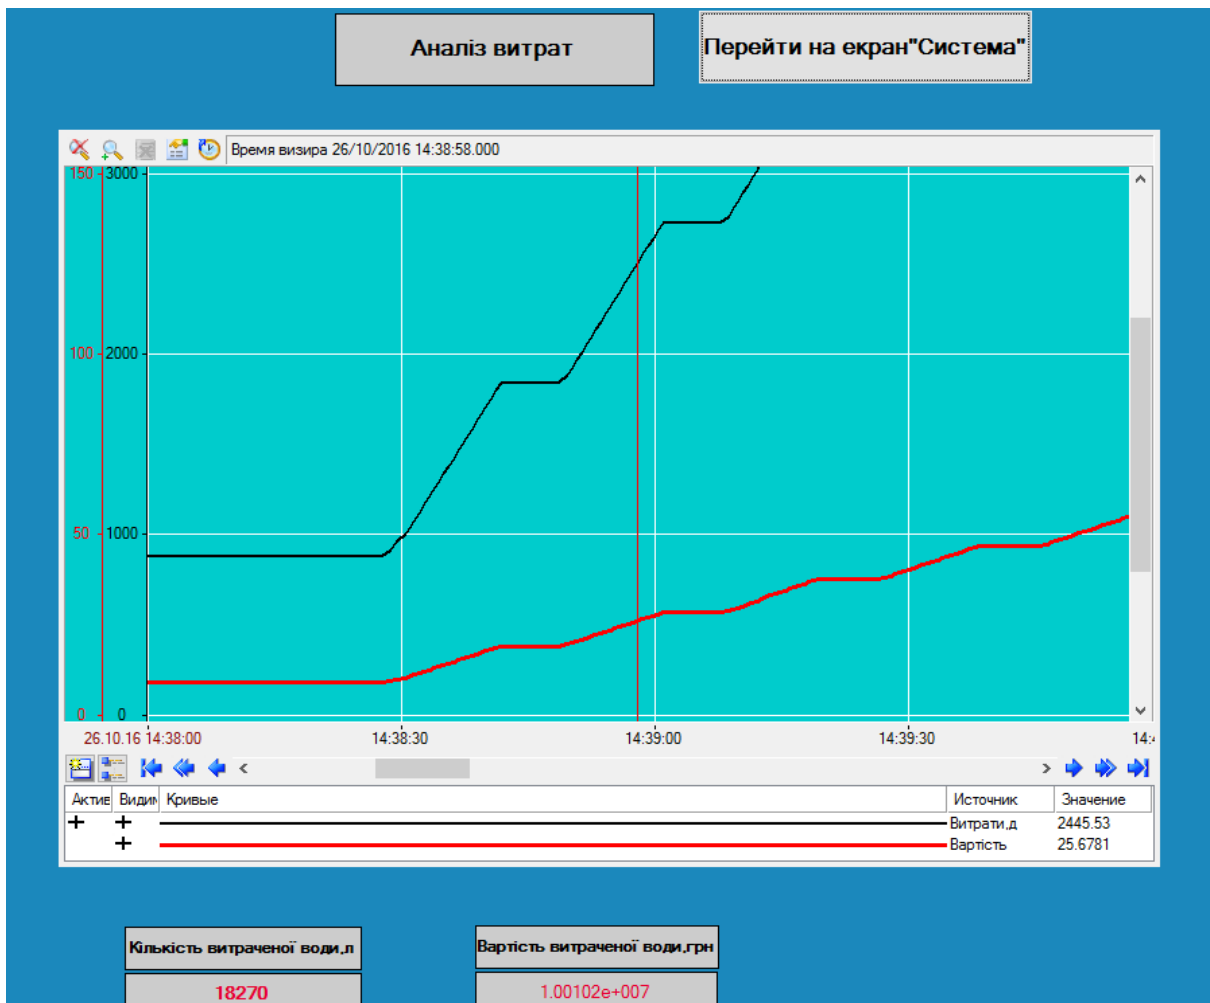 Аналіз витрат
Перейти на екран"Система"
Время визира 26/10/2016 14:38:58.000
150 3000
100 2000
50 1000
0 0
26.10.16 14:38:00 14:38:30 14:39:00 14:39:30 14:4
Актив Видим Кривые Источник Значение
Витрати,д 2445.53
Вартість 25.6781
Кількість витраченої води,л
Вартість витраченої води,грн
18270
1.00102e+007